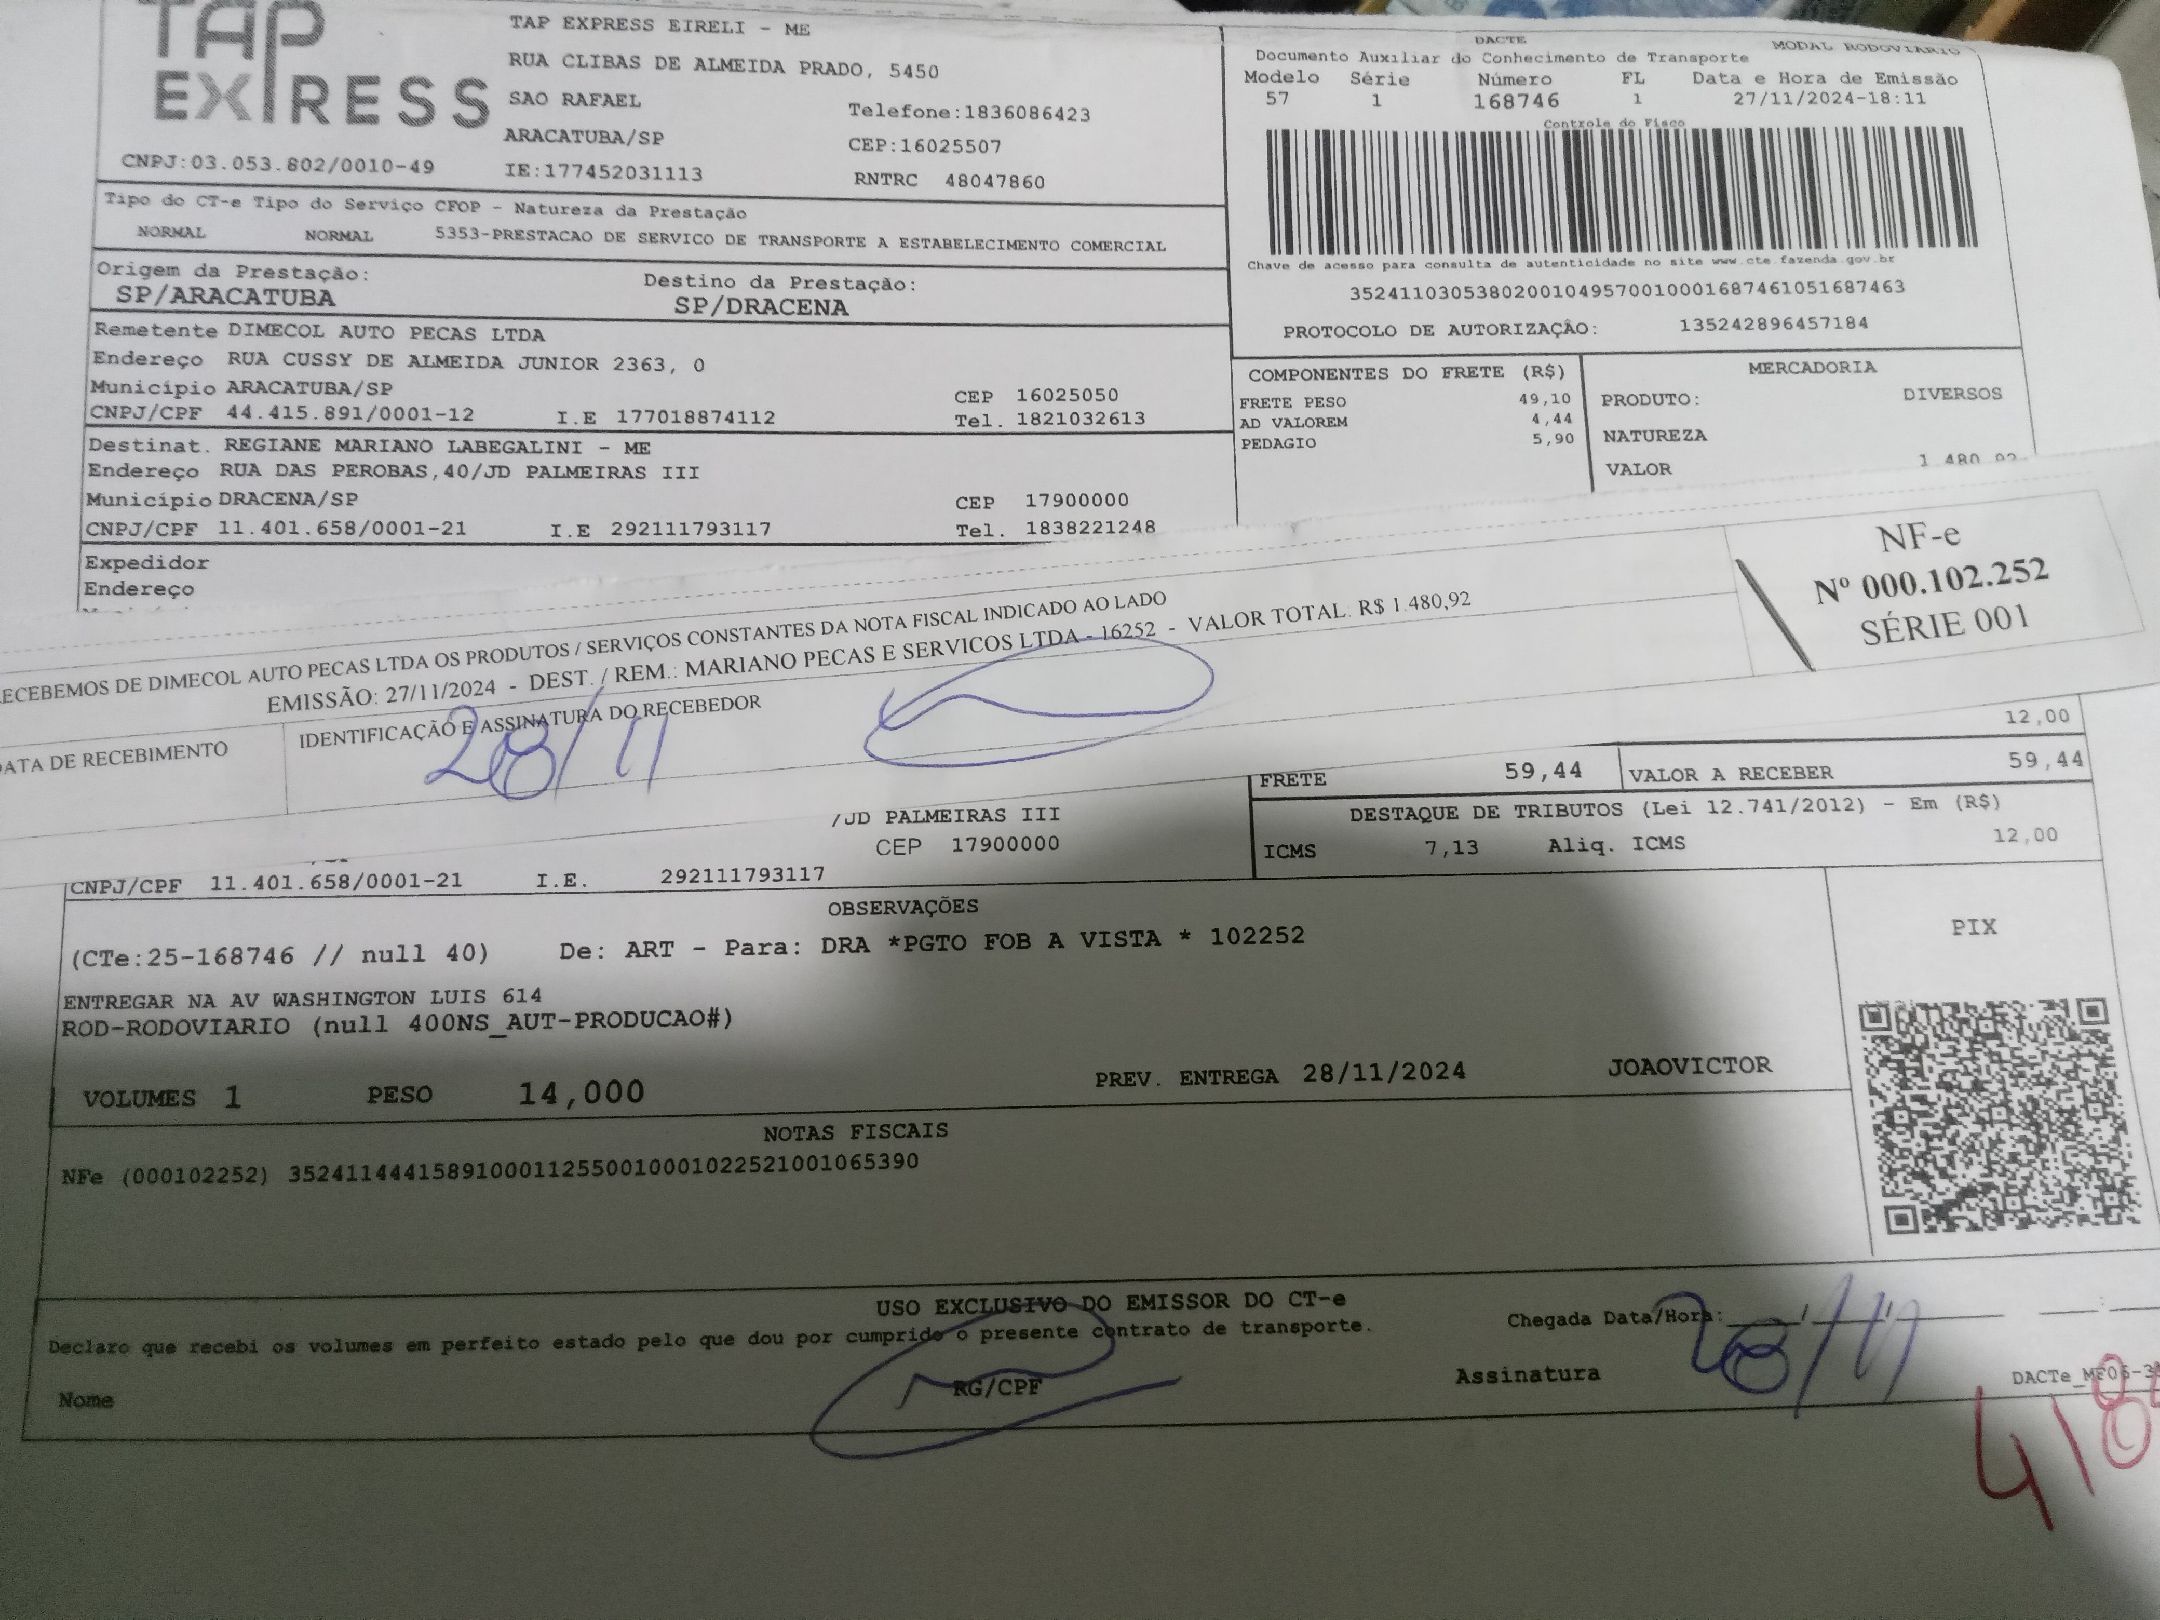 TAP
EXPRESS
CNPJ:03.053.802/0010-49
TAP EXPRESS EIRELI - ME
RUA CLIBAS DE ALMEIDA PRADO, 5450
SAO RAFAEL
Telefone:1836086423
ARACATUBA/SP
CEP:16025507
IE:177452031113
RNTRC 48047860
DACTE
MODAL RODOVIARIO
Documento Auxiliar do Conhecimento de Transporte
Modelo Série Número FL Data e Hora de Emissão
57 1 168746 1 27/11/2024-18:11
Controle do Fisco
Chave de acesso para consulta de autenticidade no site www.cte.fazenda.gov.br
35241103053802001049570010001687461051687463
PROTOCOLO DE AUTORIZAÇÃO: 135242896457184
Tipo do CT-e Tipo do Serviço CFOP - Natureza da Prestação
NORMAL NORMAL 5353-PRESTACAO DE SERVICO DE TRANSPORTE A ESTABELECIMENTO COMERCIAL
Origem da Prestação: Destino da Prestação:
SP/ARACATUBA SP/DRACENA
Remetente DIMECOL AUTO PECAS LTDA
Endereço RUA CUSSY DE ALMEIDA JUNIOR 2363, 0
Município ARACATUBA/SP CEP 16025050
CNPJ/CPF 44.415.891/0001-12 I.E 177018874112 Tel. 1821032613
Destinat. REGIANE MARIANO LABEGALINI - ME
Endereço RUA DAS PEROBAS,40/JD PALMEIRAS III
Município DRACENA/SP CEP 17900000
CNPJ/CPF 11.401.658/0001-21 I.E 292111793117 Tel. 1838221248
Expedidor
Endereço
COMPONENTES DO FRETE (R$)
FRETE PESO 49,10
AD VALOREM 4,44
PEDAGIO 5,90
MERCADORIA
PRODUTO: DIVERSOS
NATUREZA
VALOR 1.480,92
ECEBEMOS DE DIMECOL AUTO PECAS LTDA OS PRODUTOS / SERVIÇOS CONSTANTES DA NOTA FISCAL INDICADO AO LADO
EMISSÃO: 27/11/2024 - DEST. / REM.: MARIANO PECAS E SERVICOS LTDA - 16252 - VALOR TOTAL: R$ 1.480,92
ATA DE RECEBIMENTO
IDENTIFICAÇÃO E ASSINATURA DO RECEBEDOR
28/11
NF-e
Nº 000.102.252
SÉRIE 001
12,00
FRETE 59,44 VALOR A RECEBER 59,44
DESTAQUE DE TRIBUTOS (Lei 12.741/2012) - Em (R$)
ICMS 7,13 Aliq. ICMS 12,00
/JD PALMEIRAS III
CEP 17900000
CNPJ/CPF 11.401.658/0001-21 I.E. 292111793117
OBSERVAÇÕES
(CTe:25-168746 // null 40) De: ART - Para: DRA *PGTO FOB A VISTA * 102252
ENTREGAR NA AV WASHINGTON LUIS 614
ROD-RODOVIARIO (null 400NS_AUT-PRODUCAO#)
VOLUMES 1 PESO 14,000 PREV. ENTREGA 28/11/2024 JOAOVICTOR
PIX
NOTAS FISCAIS
NFe (000102252) 35241144415891000112550010001022521001065390
USO EXCLUSIVO DO EMISSOR DO CT-e
Declaro que recebi os volumes em perfeito estado pelo que dou por cumprido o presente contrato de transporte.
Chegada Data/Hora: 28/11
Nome RG/CPF Assinatura
418